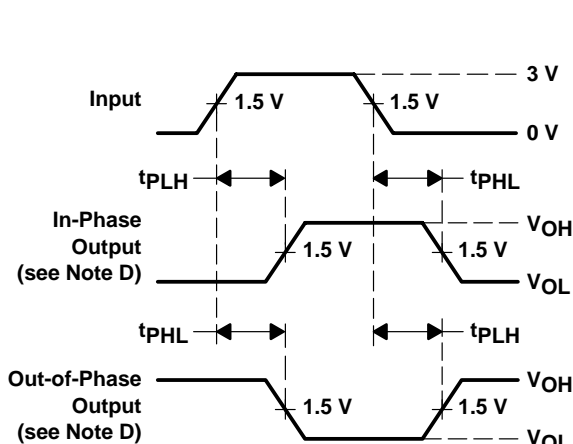 3 V
Input
1.5 V
1.5 V
0 V
tPLH
tPHL
In-Phase
Output
(see Note D)
VOH
1.5 V
1.5 V
VOL
tPHL
tPLH
Out-of-Phase
Output
(see Note D)
VOH
1.5 V
1.5 V
VOL